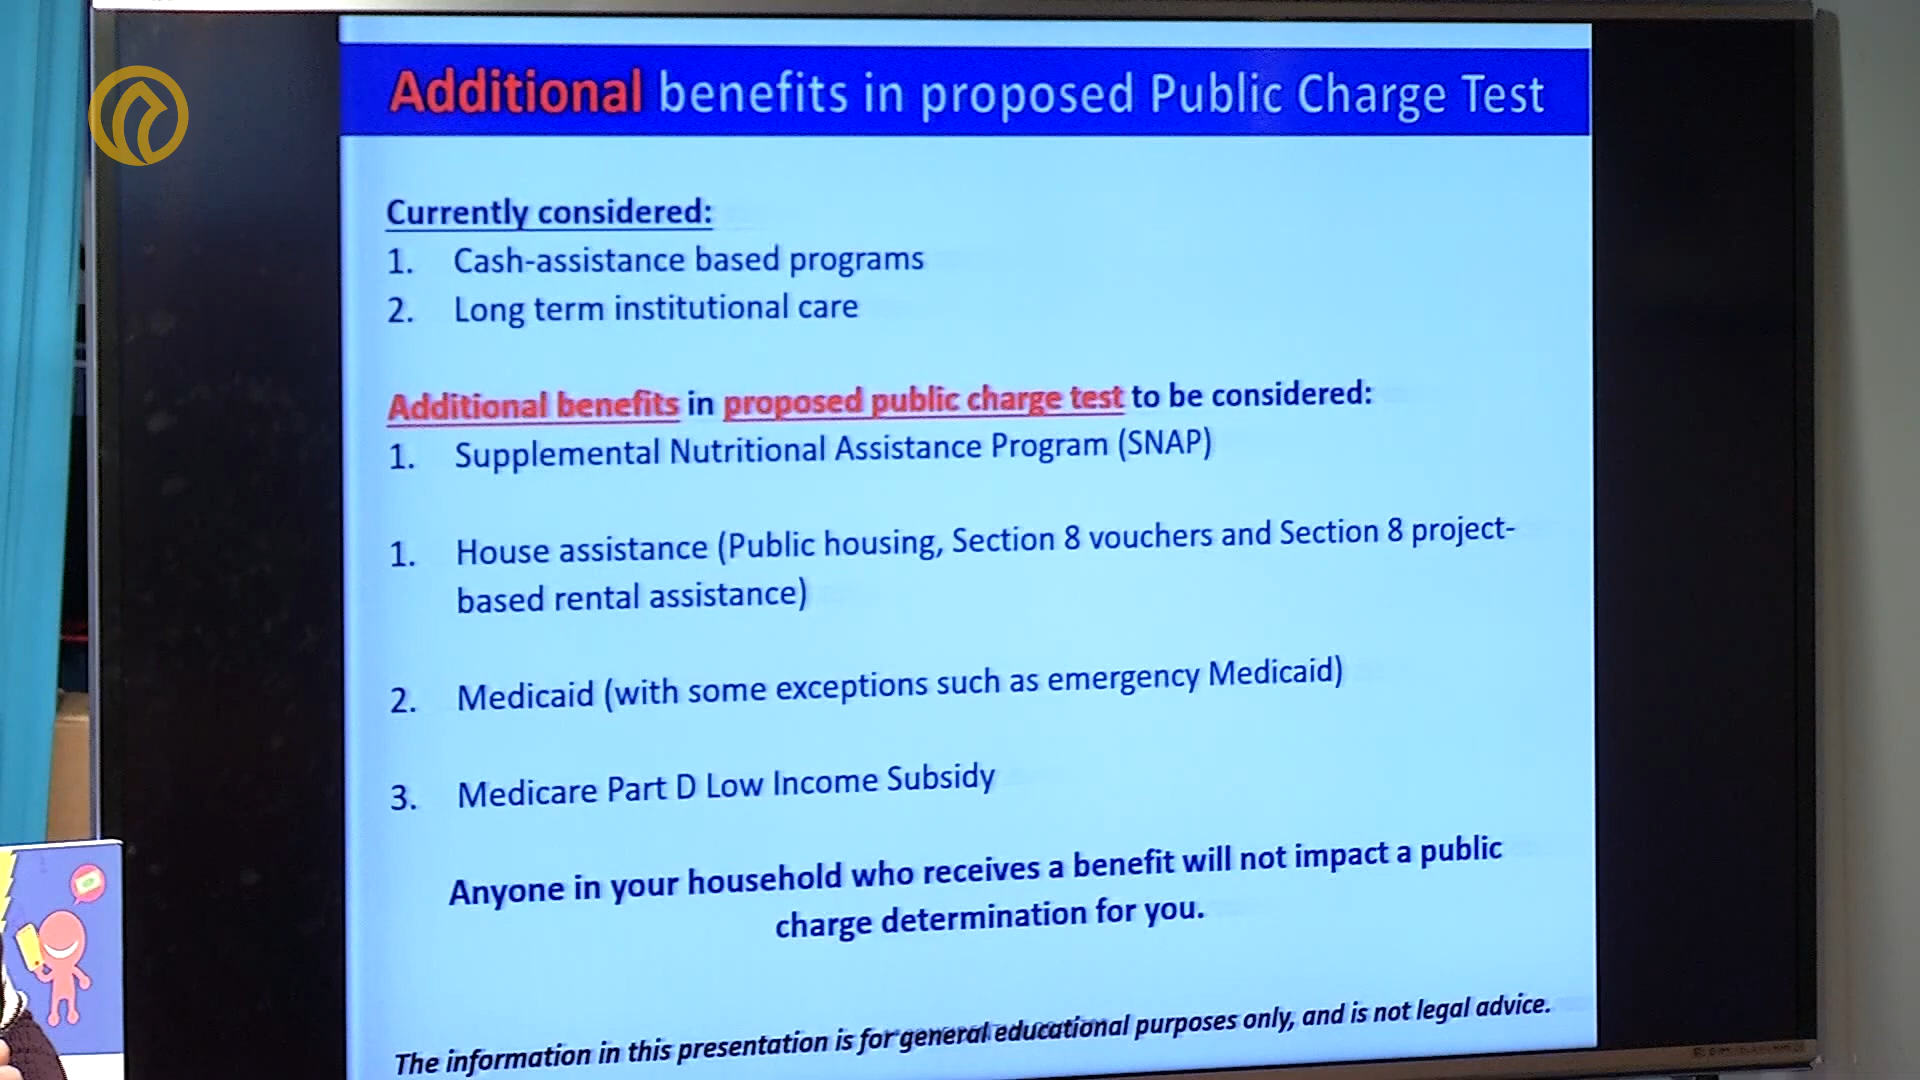 Additional benefits in proposed Public Charge Test
Currently considered:
1. Cash-assistance based programs
2. Long term institutional care
Additional benefits in proposed public charge test to be considered:
1. Supplemental Nutritional Assistance Program (SNAP)
1. House assistance (Public housing, Section 8 vouchers and Section 8 project-
based rental assistance)
2. Medicaid (with some exceptions such as emergency Medicaid)
3. Medicare Part D Low Income Subsidy
Anyone in your household who receives a benefit will not impact a public
charge determination for you.
The information in this presentation is for general educational purposes only, and is not legal advice.